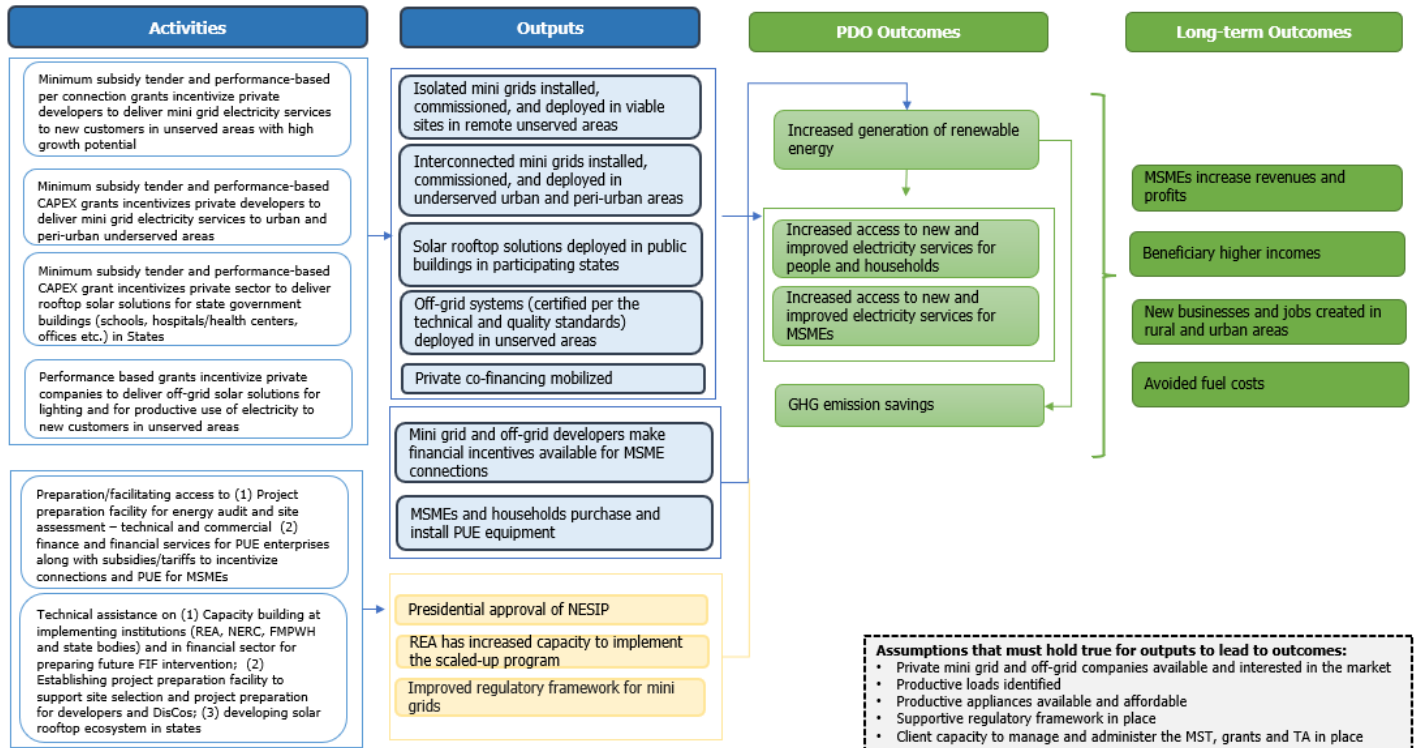 Activities
Minimum subsidy tender and performance-based
per connection grants incentivize private
developers to deliver mini grid electricity services
to new customers in unserved areas with high
growth potential
Minimum subsidy tender and performance-based
CAPEX grants incentivizes private developers to
deliver mini grid electricity services to urban and
peri-urban underserved areas
Minimum subsidy tender and performance-based
CAPEX grant incentivizes private sector to deliver
rooftop solar solutions for state government
buildings (schools, hospitals/health centers,
offices etc.) in States
Performance based grants incentivize private
companies to deliver off-grid solar solutions for
lighting and for productive use of electricity to
new customers in unserved areas
Preparation/facilitating access to (1) Project
preparation facility for energy audit and site
assessment – technical and commercial (2)
finance and financial services for PUE enterprises
along with subsidies/tariffs to incentivize
connections and PUE for MSMEs
Technical assistance on (1) Capacity building at
implementing institutions (REA, NERC, FMPWH
and state bodies) and in financial sector for
preparing future FIF intervention; (2)
Establishing project preparation facility to
support site selection and project preparation
for developers and DisCos; (3) developing solar
rooftop ecosystem in states
Outputs
Isolated mini grids installed,
commissioned, and deployed in viable
sites in remote unserved areas
Interconnected mini grids installed,
commissioned, and deployed in
underserved urban and peri-urban areas
Solar rooftop solutions deployed in public
buildings in participating states
Off-grid systems (certified per the
technical and quality standards)
deployed in unserved areas
Private co-financing mobilized
Mini grid and off-grid developers make
financial incentives available for MSME
connections
MSMEs and households purchase and
install PUE equipment
Presidential approval of NESIP
REA has increased capacity to implement
the scaled-up program
Improved regulatory framework for mini
grids
PDO Outcomes
Increased generation of renewable
energy
Increased access to new and
improved electricity services for
people and households
Increased access to new and
improved electricity services for
MSMEs
GHG emission savings
Long-term Outcomes
MSMEs increase revenues and
profits
Beneficiary higher incomes
New businesses and jobs created in
rural and urban areas
Avoided fuel costs
Assumptions that must hold true for outputs to lead to outcomes:
• Private mini grid and off-grid companies available and interested in the market
• Productive loads identified
• Productive appliances available and affordable
• Supportive regulatory framework in place
• Client capacity to manage and administer the MST, grants and TA in place